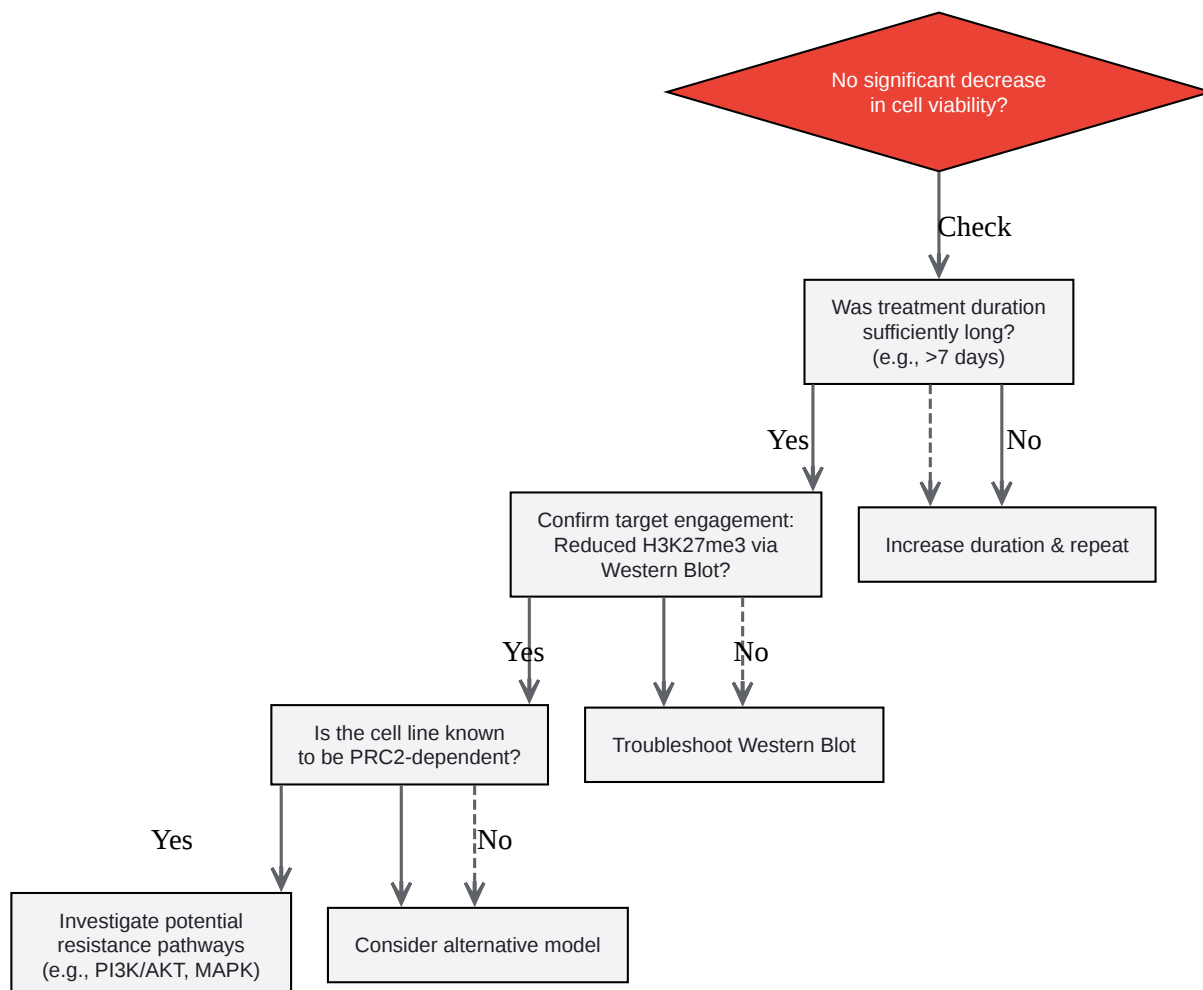 No significant decrease
in cell viability?
Check
Was treatment duration
sufficiently long?
(e.g., >7 days)
Yes
No
Confirm target engagement:
Reduced H3K27me3 via
Western Blot?
Increase duration & repeat
Yes
No
Is the cell line known
to be PRC2-dependent?
Troubleshoot Western Blot
Yes
No
Investigate potential
resistance pathways
(e.g., PI3K/AKT, MAPK)
Consider alternative model